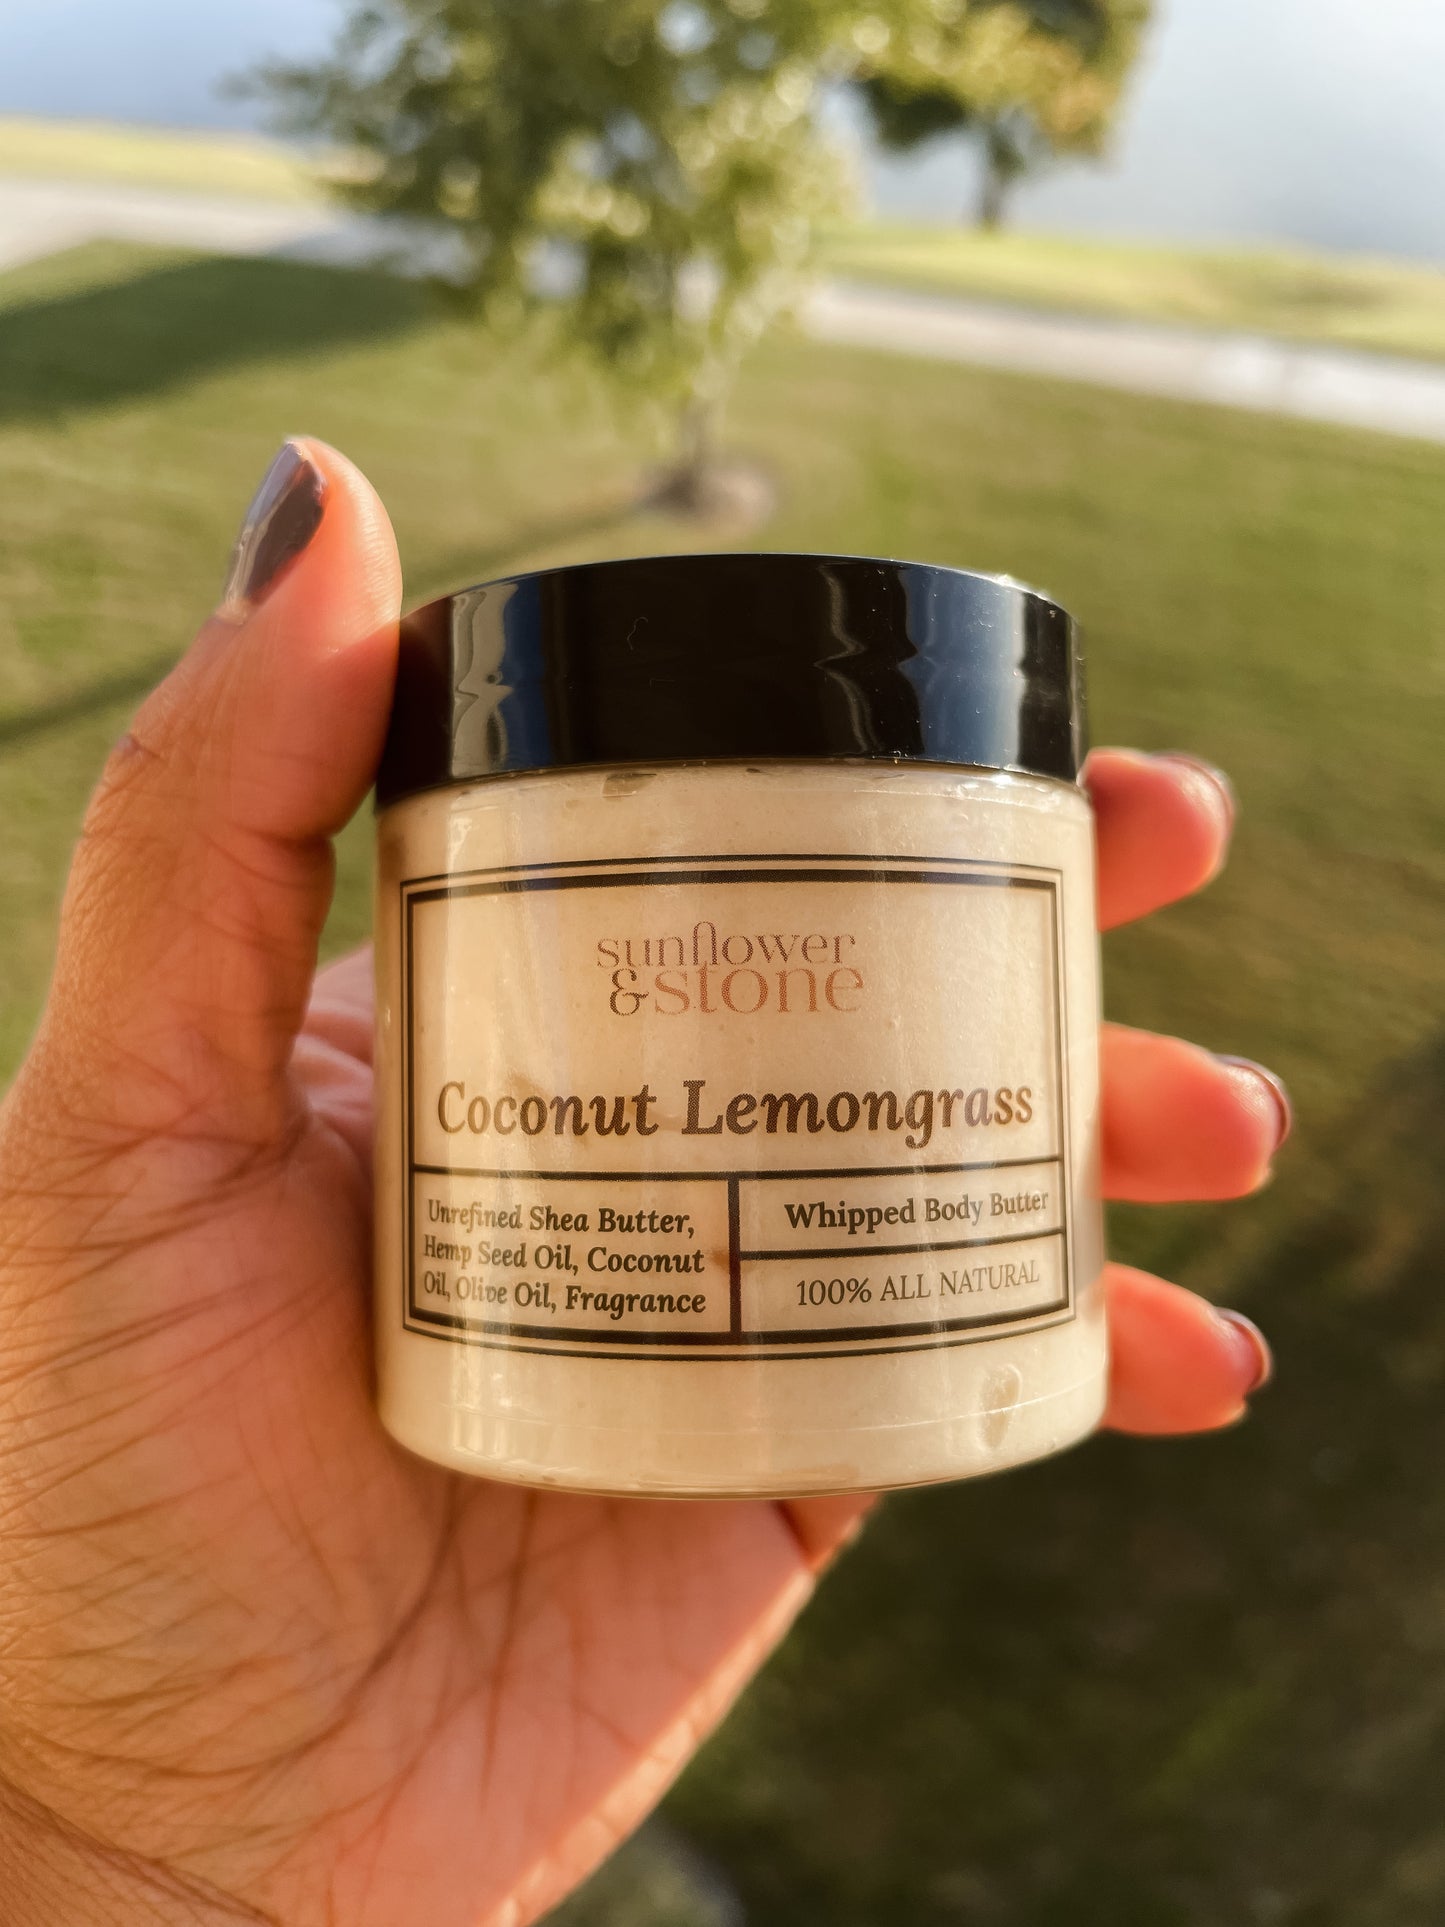 sunflower
&stone
Coconut Lemongrass
Unrefined Shea Butter,
Hemp Seed Oil, Coconut
Oil, Olive Oil, Fragrance
Whipped Body Butter
100% ALL NATURAL